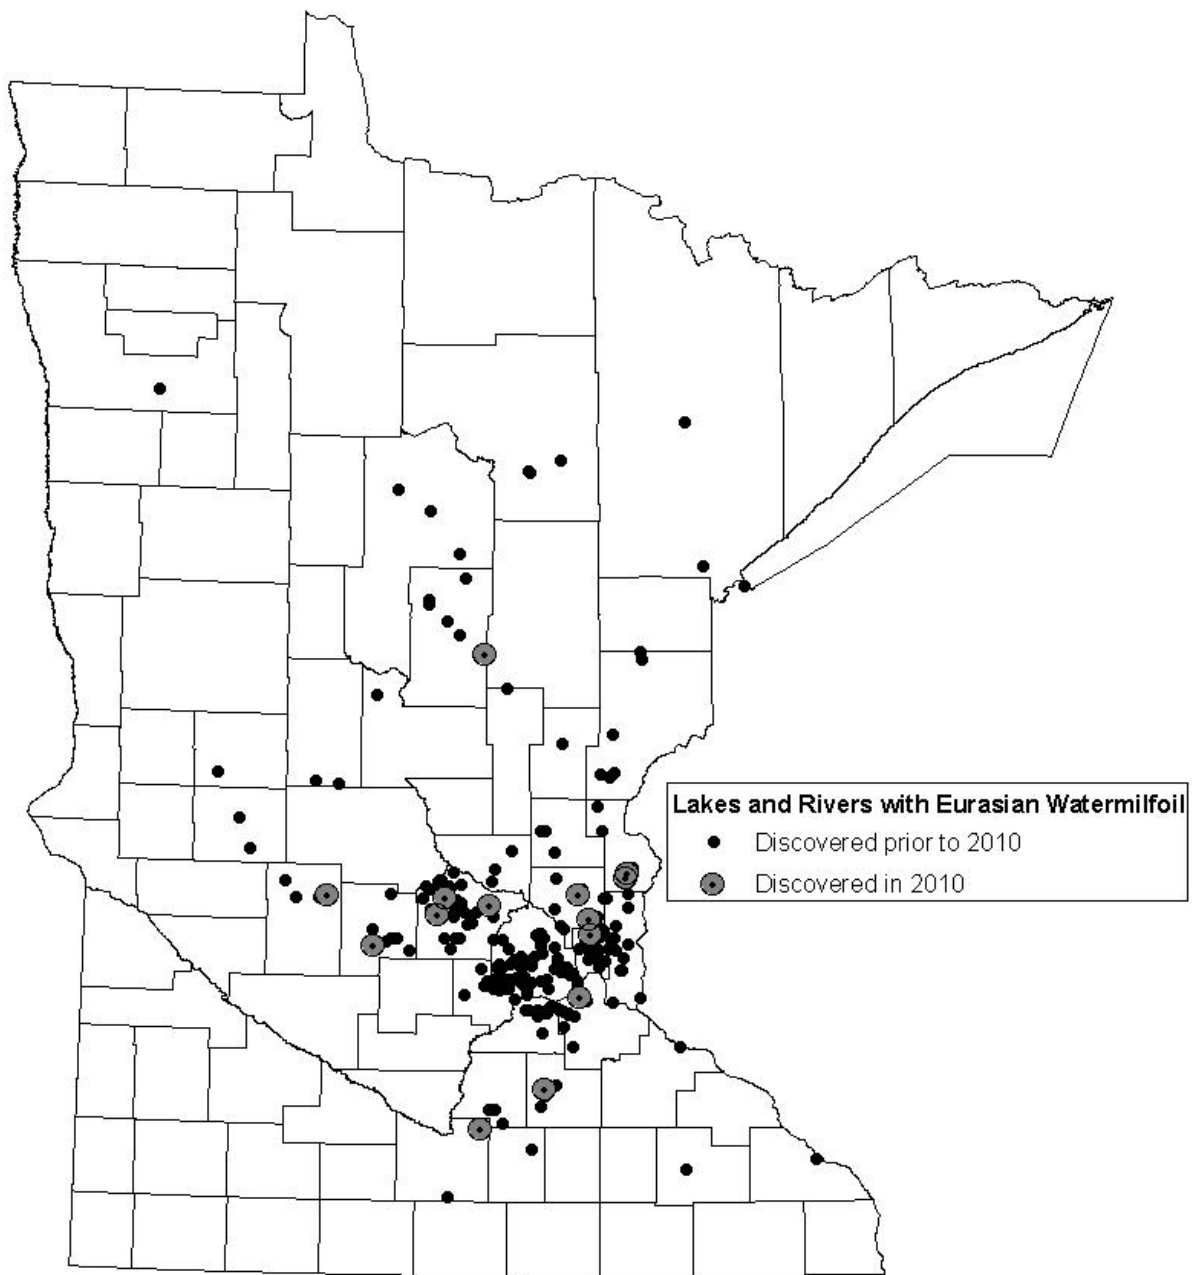 Lakes and Rivers with Eurasian Watermilfoil
Discovered prior to 2010
Discovered in 2010